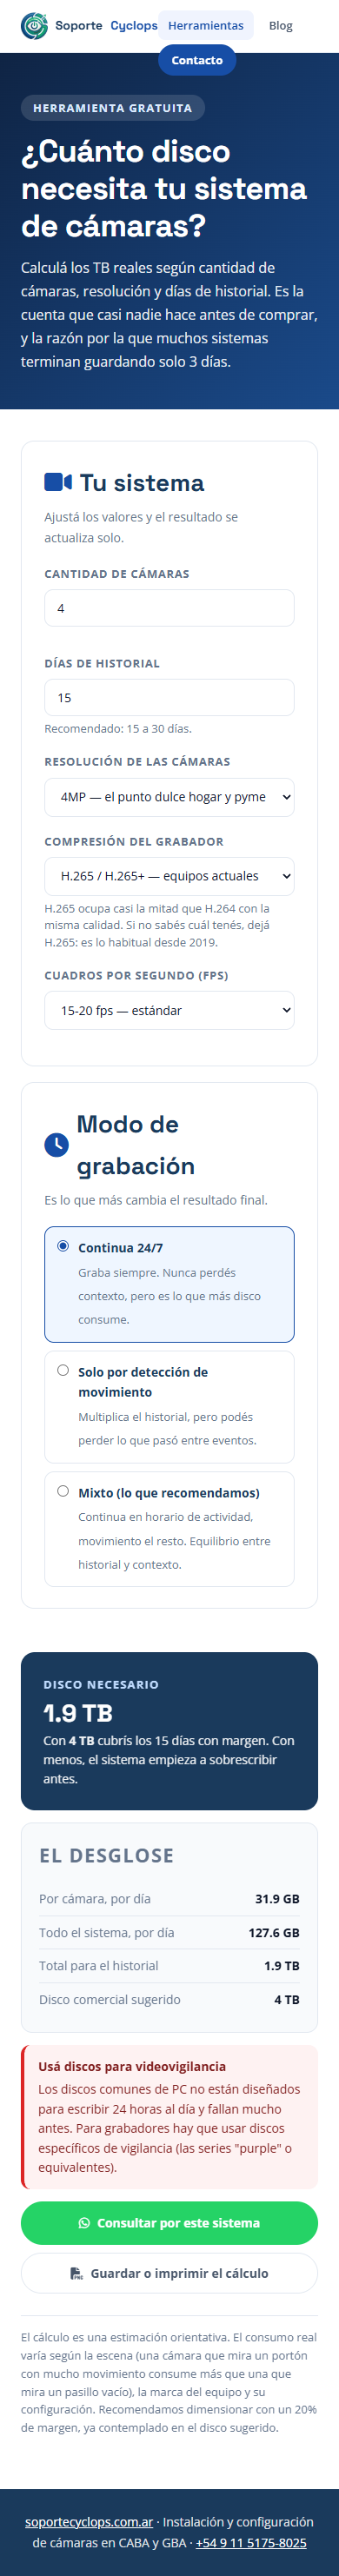 Soporte Cyclops
Herramientas
Blog
Contacto
HERRAMIENTA GRATUITA
¿Cuánto disco
necesita tu sistema
de cámaras?
Calculá los TB reales según cantidad de
cámaras, resolución y días de historial. Es la
cuenta que casi nadie hace antes de comprar,
y la razón por la que muchos sistemas
terminan guardando solo 3 días.
Tu sistema
Ajustá los valores y el resultado se
actualiza solo.
CANTIDAD DE CÁMARAS
4
DÍAS DE HISTORIAL
15
Recomendado: 15 a 30 días.
RESOLUCIÓN DE LAS CÁMARAS
4MP — el punto dulce hogar y pyme
COMPRESIÓN DEL GRABADOR
H.265 / H.265+ — equipos actuales
H.265 ocupa casi la mitad que H.264 con la
misma calidad. Si no sabés cuál tenés, dejá
H.265: es lo habitual desde 2019.
CUADROS POR SEGUNDO (FPS)
15-20 fps — estándar
Modo de
grabación
Es lo que más cambia el resultado final.
Continua 24/7
Graba siempre. Nunca perdés
contexto, pero es lo que más disco
consume.
Solo por detección de
movimiento
Multiplica el historial, pero podés
perder lo que pasó entre eventos.
Mixto (lo que recomendamos)
Continua en horario de actividad,
movimiento el resto. Equilibrio entre
historial y contexto.
DISCO NECESARIO
1.9 TB
Con 4 TB cubrís los 15 días con margen. Con
menos, el sistema empieza a sobrescribir
antes.
EL DESGLOSE
Por cámara, por día 31.9 GB
Todo el sistema, por día 127.6 GB
Total para el historial 1.9 TB
Disco comercial sugerido 4 TB
Usá discos para videovigilancia
Los discos comunes de PC no están diseñados
para escribir 24 horas al día y fallan mucho
antes. Para grabadores hay que usar discos
específicos de vigilancia (las series "purple" o
equivalentes).
Consultar por este sistema
Guardar o imprimir el cálculo
El cálculo es una estimación orientativa. El consumo real
varía según la escena (una cámara que mira un portón
con mucho movimiento consume más que una que
mira un pasillo vacío), la marca del equipo y su
configuración. Recomendamos dimensionar con un 20%
de margen, ya contemplado en el disco sugerido.
soportecyclops.com.ar · Instalación y configuración
de cámaras en CABA y GBA · +54 9 11 5175-8025